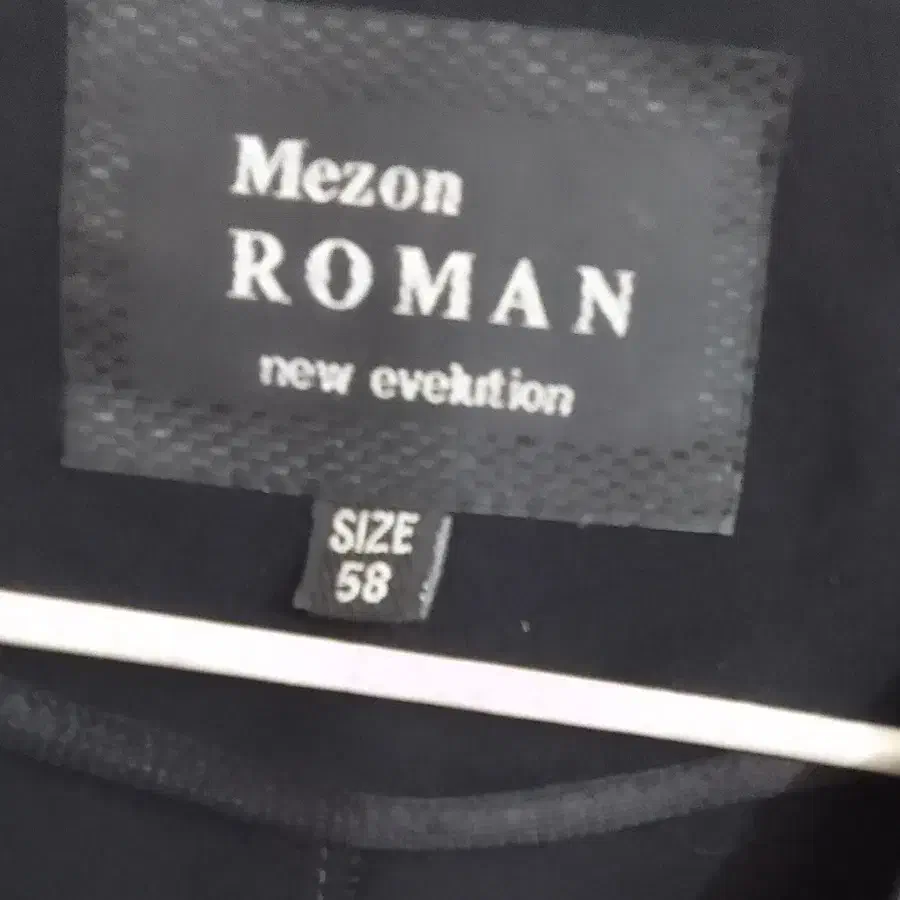 Mezon
ROMAN
new evelution
SIZE
58